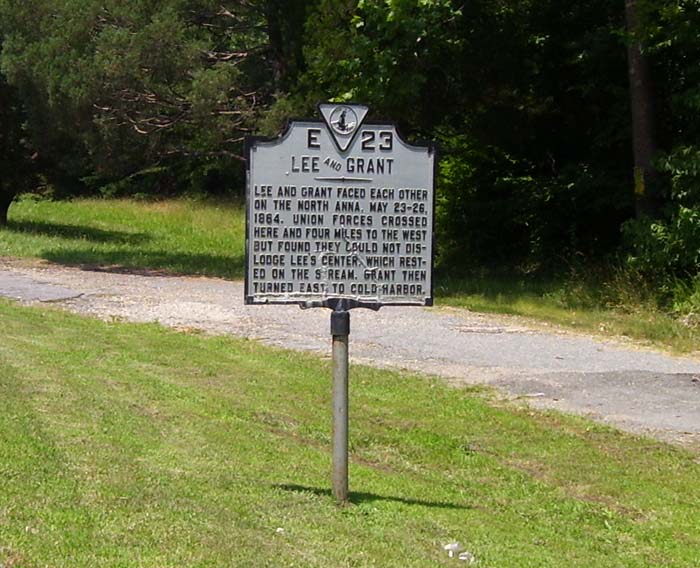 E 23
LEE AND GRANT
LEE AND GRANT FACED EACH OTHER
ON THE NORTH ANNA, MAY 23-26,
1864. UNION FORCES CROSSED
HERE AND FOUR MILES TO THE WEST
BUT FOUND THEY COULD NOT DIS-
LODGE LEE'S CENTER, WHICH REST-
ED ON THE STREAM. GRANT THEN
TURNED EAST TO COLD HARBOR.